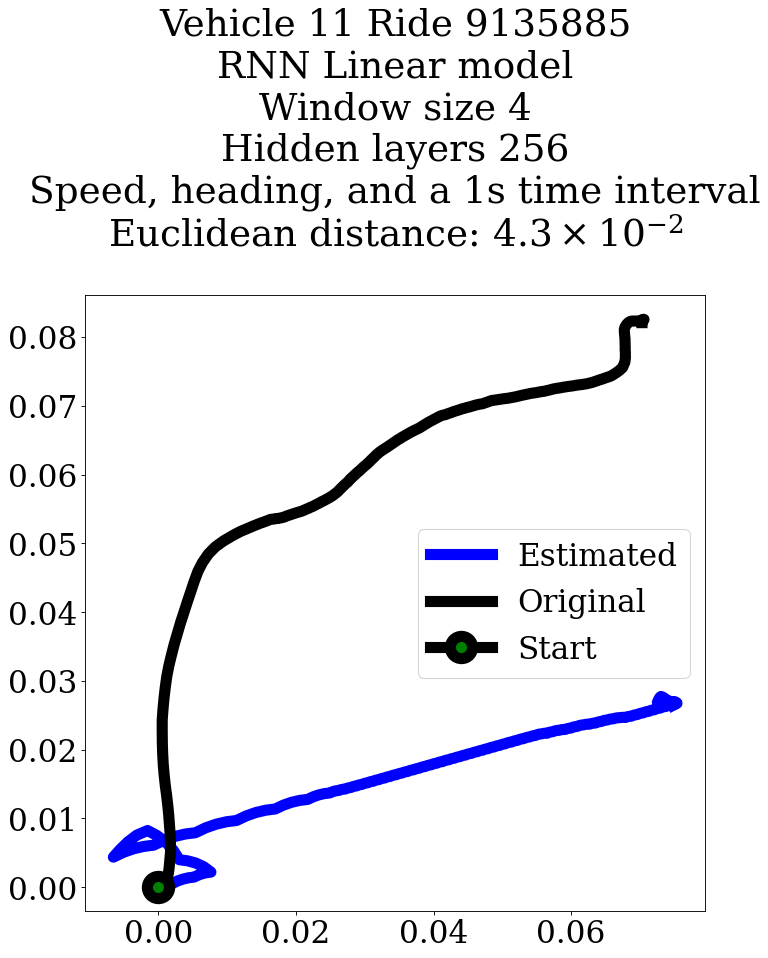 Vehicle 11 Ride 9135885
RNN Linear model
Window size 4
Hidden layers 256
Speed, heading, and a 1s time interval
Euclidean distance: 4.3 × 10⁻²
0.08
0.07
0.06
0.05
0.04
0.03
0.02
0.01
0.00
Estimated
Original
Start
0.00 0.02 0.04 0.06